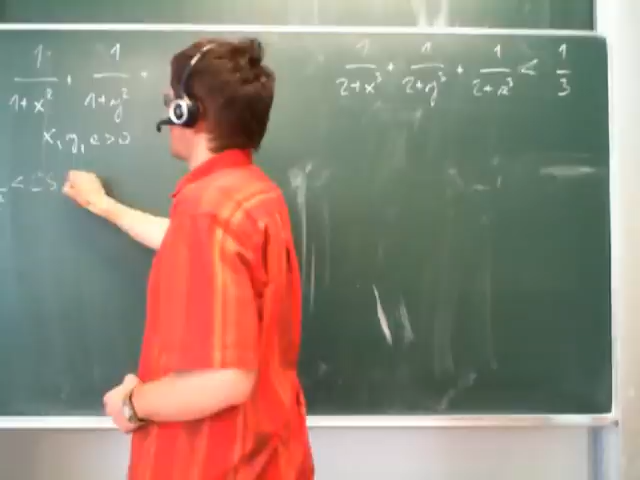 1/(1+x²) + 1/(1+y²) +
1/(2+x³) + 1/(2+y³) + 1/(2+z³) < 1/3
x, y, z > 0